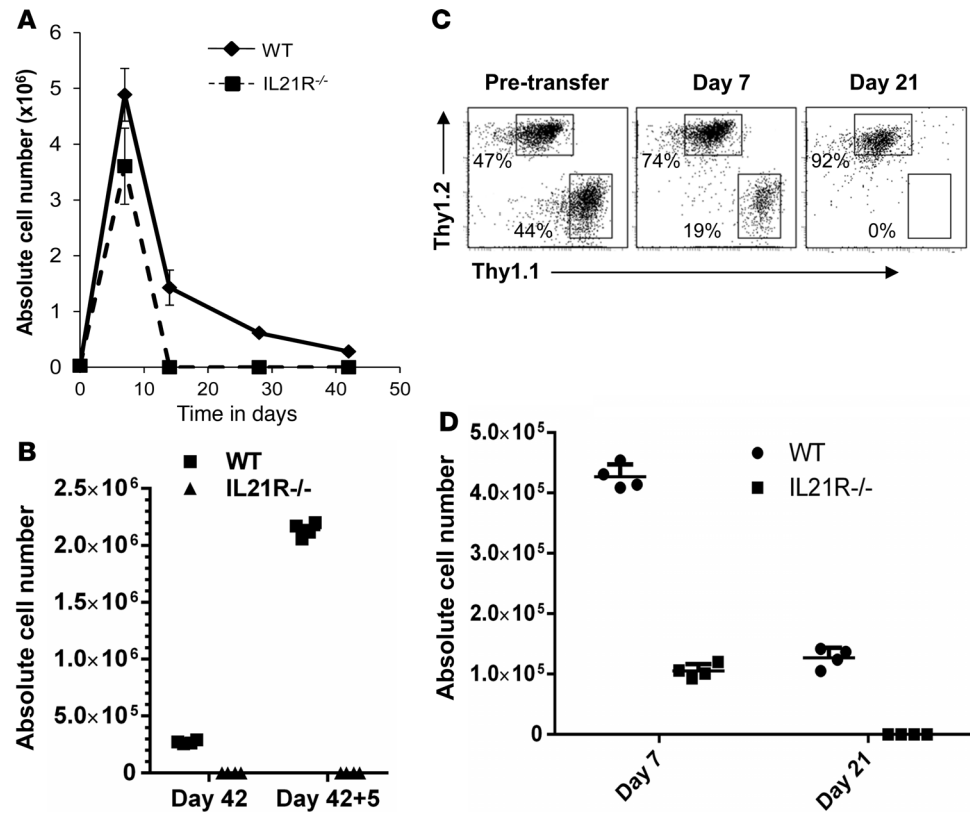 A
Absolute cell number (x10⁶)
6
5
4
3
2
1
0
WT
IL21R-/-
0 10 20 30 40 50
Time in days
C
Pre-transfer Day 7 Day 21
47% 74% 92%
44% 19% 0%
Thy1.2
Thy1.1
B
WT
IL21R-/-
Absolute cell number
2.5×10⁶
2.0×10⁶
1.5×10⁶
1.0×10⁶
5.0×10⁵
0
Day 42 Day 42+5
D
WT
IL21R-/-
Absolute cell number
5.0×10⁵
4.0×10⁵
3.0×10⁵
2.0×10⁵
1.0×10⁵
0
Day 7
Day 21